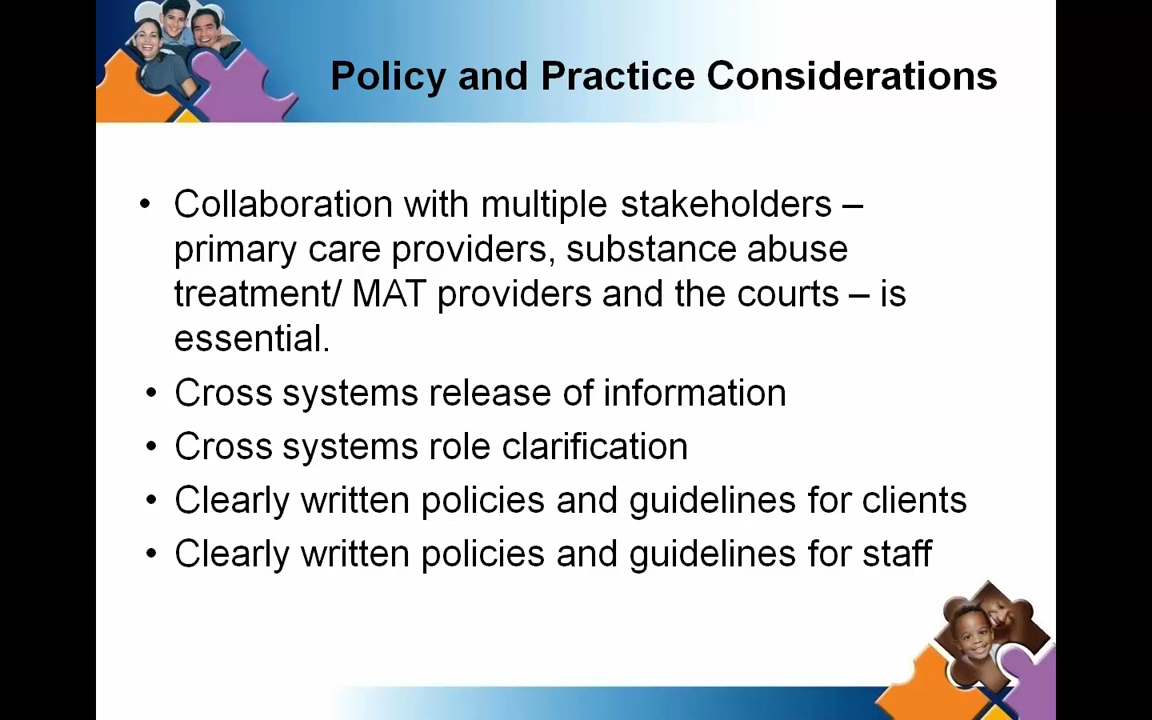 Policy and Practice Considerations
• Collaboration with multiple stakeholders –
primary care providers, substance abuse
treatment/ MAT providers and the courts – is
essential.
• Cross systems release of information
• Cross systems role clarification
• Clearly written policies and guidelines for clients
• Clearly written policies and guidelines for staff